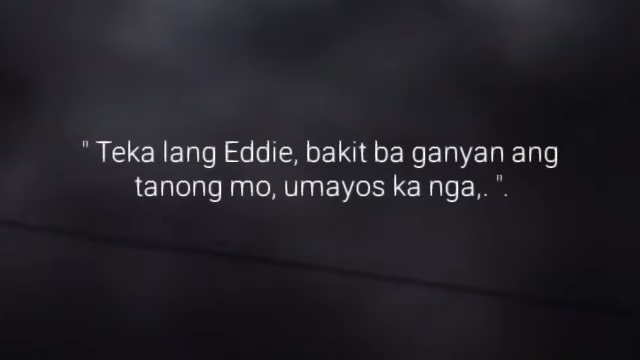 " Teka lang Eddie, bakit ba ganyan ang
tanong mo, umayos ka nga,. ".